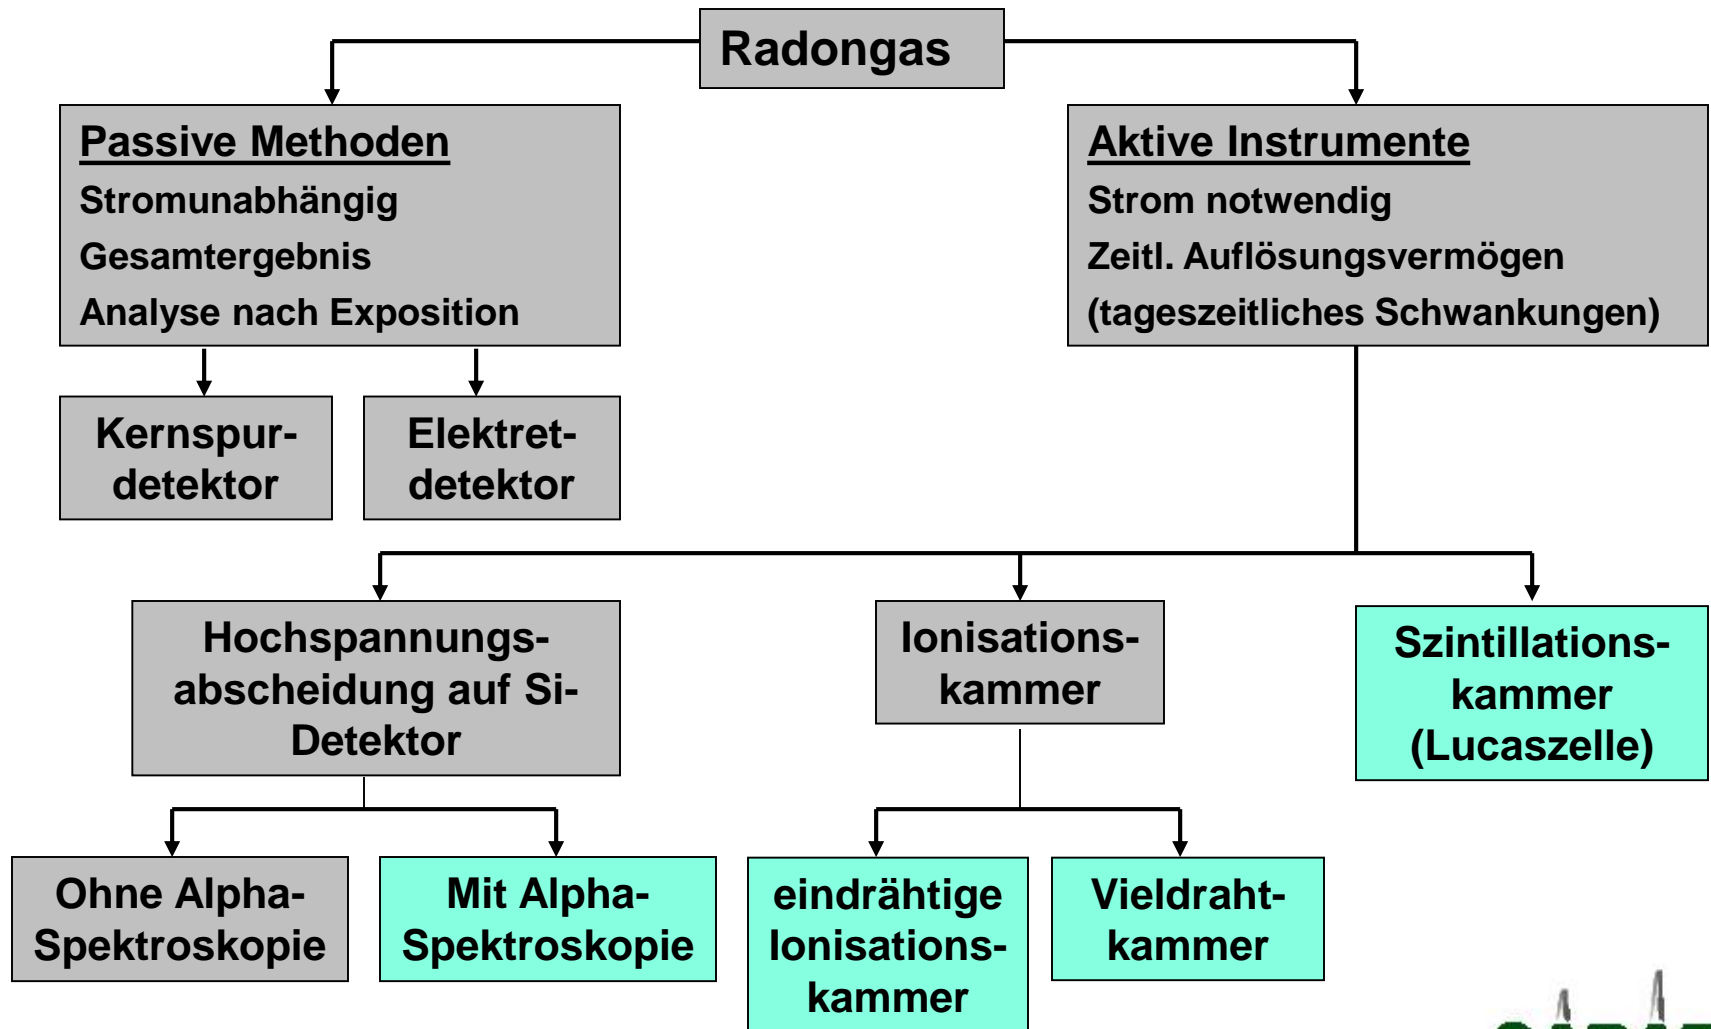 Radongas
Passive Methoden
Stromunabhängig
Gesamtergebnis
Analyse nach Exposition
Aktive Instrumente
Strom notwendig
Zeitl. Auflösungsvermögen
(tageszeitliches Schwankungen)
Kernspur-
detektor
Elektret-
detektor
Hochspannungs-
abscheidung auf Si-
Detektor
Ionisations-
kammer
Szintillations-
kammer
(Lucaszelle)
Ohne Alpha-
Spektroskopie
Mit Alpha-
Spektroskopie
eindrähtige
Ionisations-
kammer
Vieldraht-
kammer